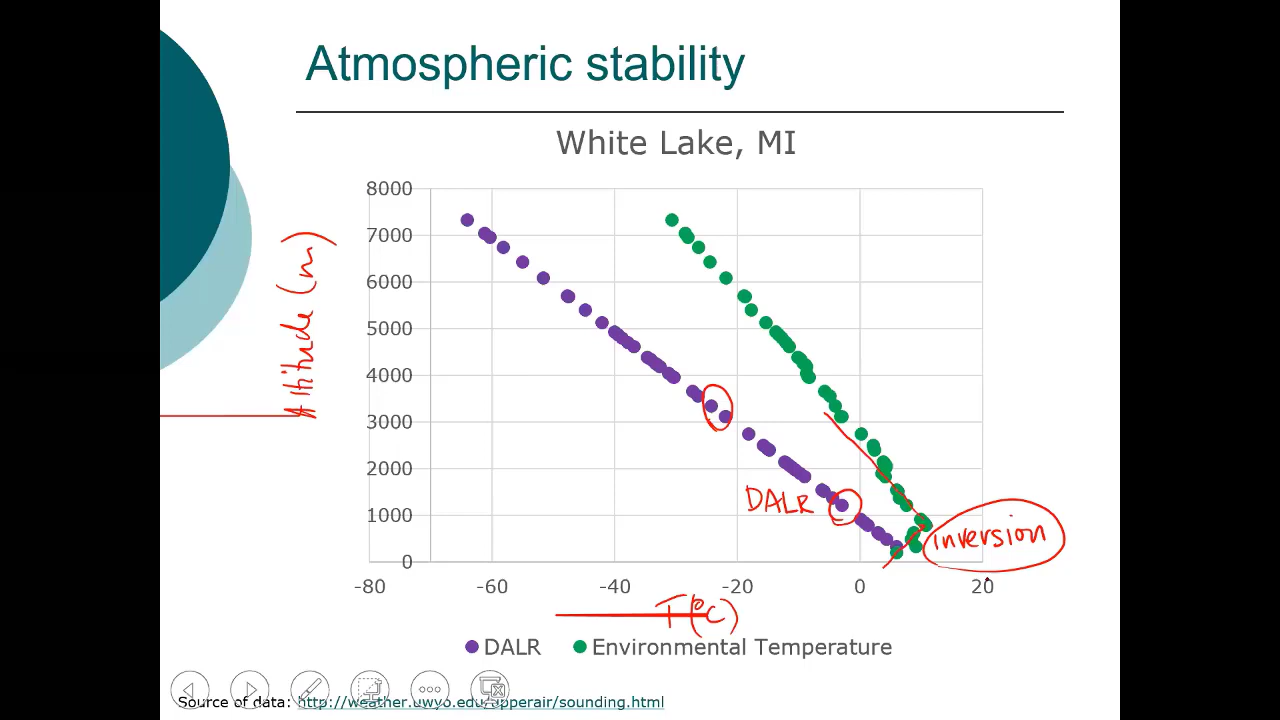 Atmospheric stability
White Lake, MI
8000
7000
6000
5000
4000
3000
2000
1000
0
Altitude (m)
DALR
inversion
-80 -60 -40 -20 0 20
T(°C)
DALR Environmental Temperature
Source of data: http://weather.uwyo.edu/upperair/sounding.html